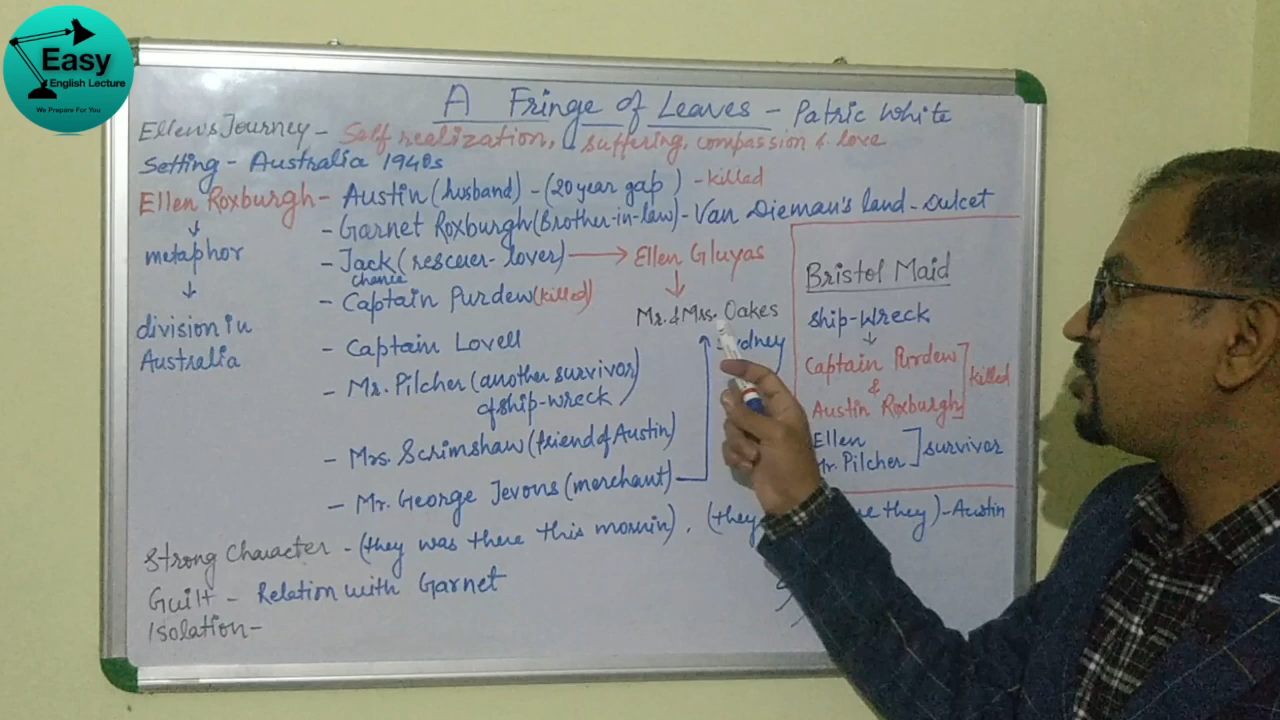 Easy
English Lecture
We Prepare For You
A Fringe of Leaves - Patric White
Ellen's Journey - Self realization, suffering, compassion & love
Setting - Australia 1940s
Ellen Roxburgh - Austin (husband) - (20 year gap) - killed
- Garnet Roxburgh (Brother-in-law) - Van Dieman's land - Dulcet
metaphor
- Jack (rescuer - lover) → Ellen Gluyas
chance
- Captain Purdew (killed)
Mr. & Mrs. Oakes
Sydney
division in
Australia
- Captain Lovell
- Mr. Pilcher (another survivor
of ship-wreck)
- Mrs. Scrimshaw (friend of Austin)
- Mr. George Jevons (merchant)
Bristol Maid
ship-wreck
Captain Purdew
&
Austin Roxburgh
killed
Ellen
Mr. Pilcher
survivor
Strong Character - (they was there this mornin), (they they) - Austin
Guilt - Relation with Garnet
Isolation -